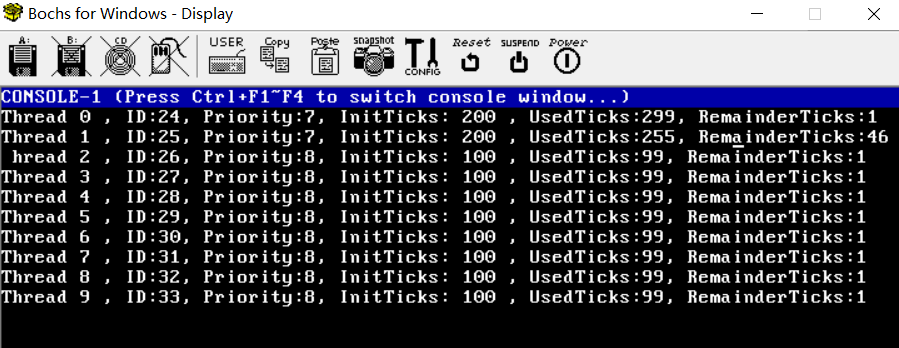 Bochs for Windows - Display
A: B: CD USER Copy Paste snapshot CONFIG Reset SUSPEND Power
CONSOLE-1 (Press Ctrl+F1~F4 to switch console window...)
Thread 0 , ID:24, Priority:7, InitTicks: 200 , UsedTicks:299, RemainderTicks:1
Thread 1 , ID:25, Priority:7, InitTicks: 200 , UsedTicks:255, RemainderTicks:46
hread 2 , ID:26, Priority:8, InitTicks: 100 , UsedTicks:99, RemainderTicks:1
Thread 3 , ID:27, Priority:8, InitTicks: 100 , UsedTicks:99, RemainderTicks:1
Thread 4 , ID:28, Priority:8, InitTicks: 100 , UsedTicks:99, RemainderTicks:1
Thread 5 , ID:29, Priority:8, InitTicks: 100 , UsedTicks:99, RemainderTicks:1
Thread 6 , ID:30, Priority:8, InitTicks: 100 , UsedTicks:99, RemainderTicks:1
Thread 7 , ID:31, Priority:8, InitTicks: 100 , UsedTicks:99, RemainderTicks:1
Thread 8 , ID:32, Priority:8, InitTicks: 100 , UsedTicks:99, RemainderTicks:1
Thread 9 , ID:33, Priority:8, InitTicks: 100 , UsedTicks:99, RemainderTicks:1